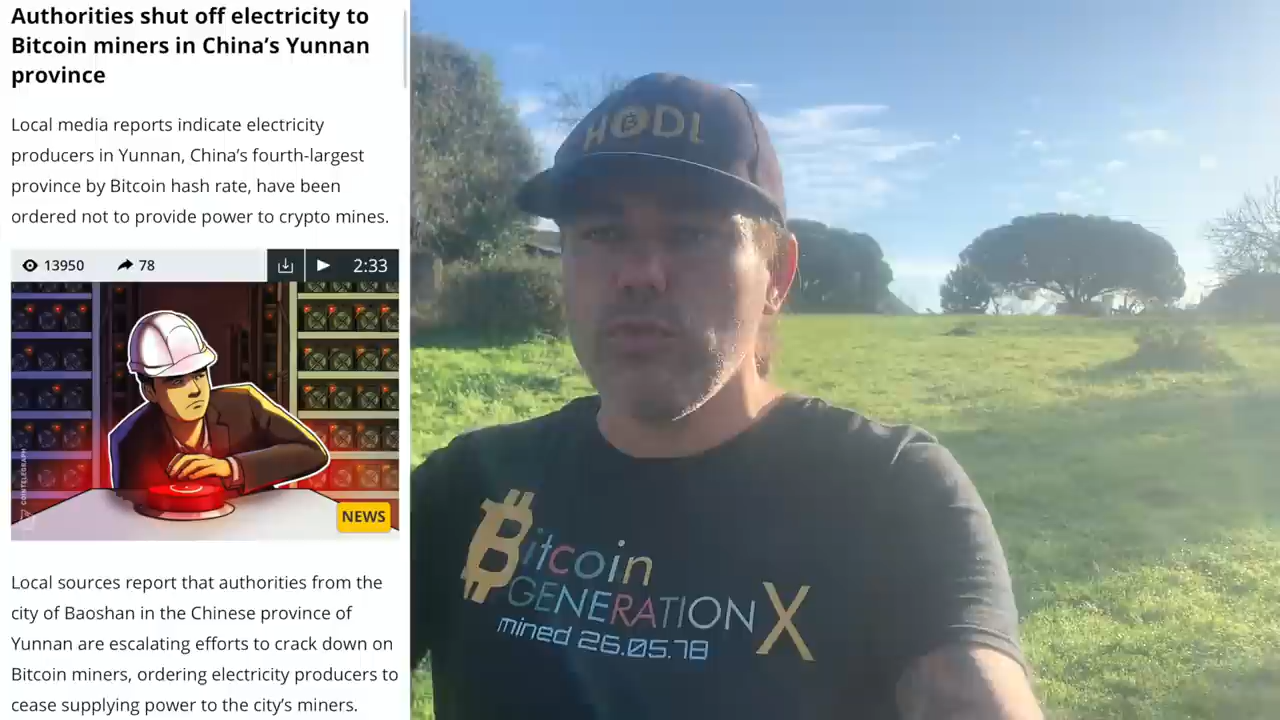 Authorities shut off electricity to
Bitcoin miners in China’s Yunnan
province
Local media reports indicate electricity
producers in Yunnan, China’s fourth-largest
province by Bitcoin hash rate, have been
ordered not to provide power to crypto mines.
13950 78 2:33
COINTELEGRAPH
NEWS
Local sources report that authorities from the
city of Baoshan in the Chinese province of
Yunnan are escalating efforts to crack down on
Bitcoin miners, ordering electricity producers to
cease supplying power to the city’s miners.
HODL
Bitcoin
GENERATION X
mined 26.05.78